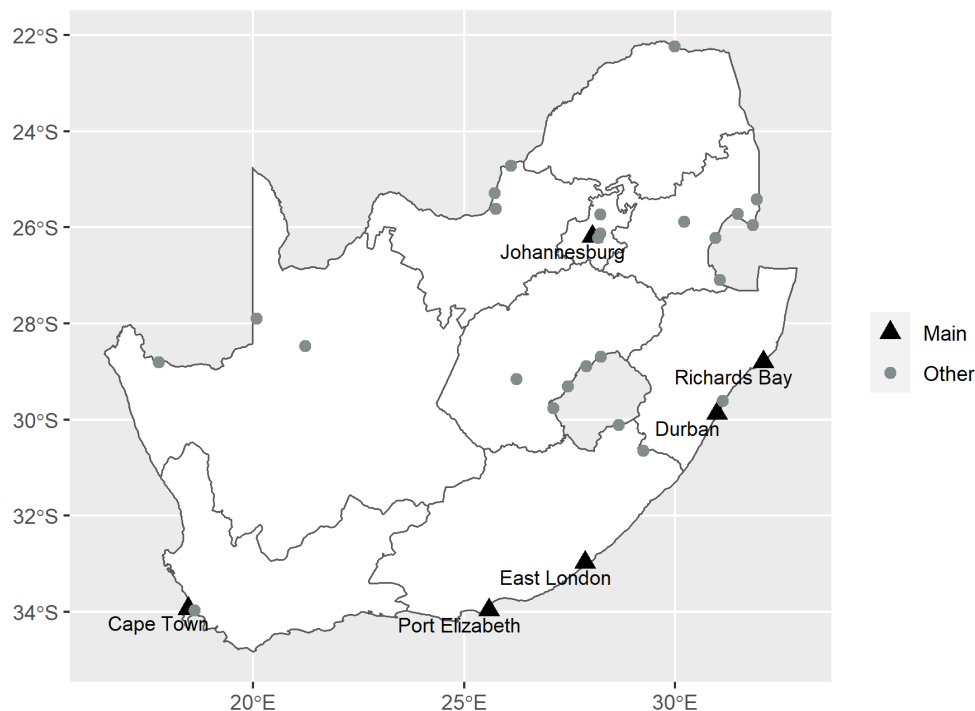 22°S
24°S
26°S
28°S
30°S
32°S
34°S
Johannesburg
Richards Bay
Durban
East London
Cape Town
Port Elizabeth
20°E
25°E
30°E
Main
Other